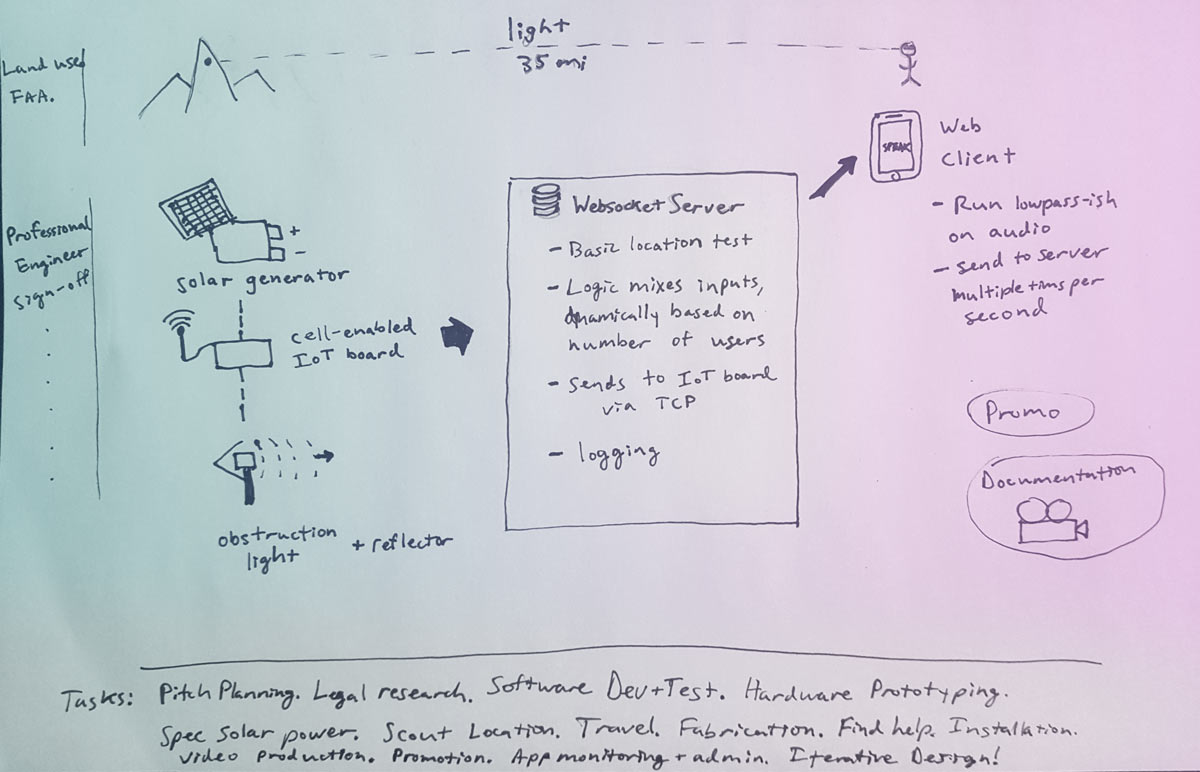 Land use
FAA.
light
35 mi
Professional
Engineer
Sign-off
+
-
solar generator
cell-enabled
IoT board
obstruction
light
+ reflector
Websocket Server
- Basic location test
- Logic mixes inputs,
dynamically based on
number of users
- Sends to IoT board
via TCP
- logging
SPEAK
Web
Client
- Run lowpass-ish
on audio
- send to server
multiple tims per
second
Promo
Documentation
Tasks: Pitch Planning. Legal research. Software Dev+Test. Hardware Prototyping.
Spec Solar power. Scout Location. Travel. Fabrication. Find help. Installation.
Video production. Promotion. App monitoring + admin. Iterative Design!